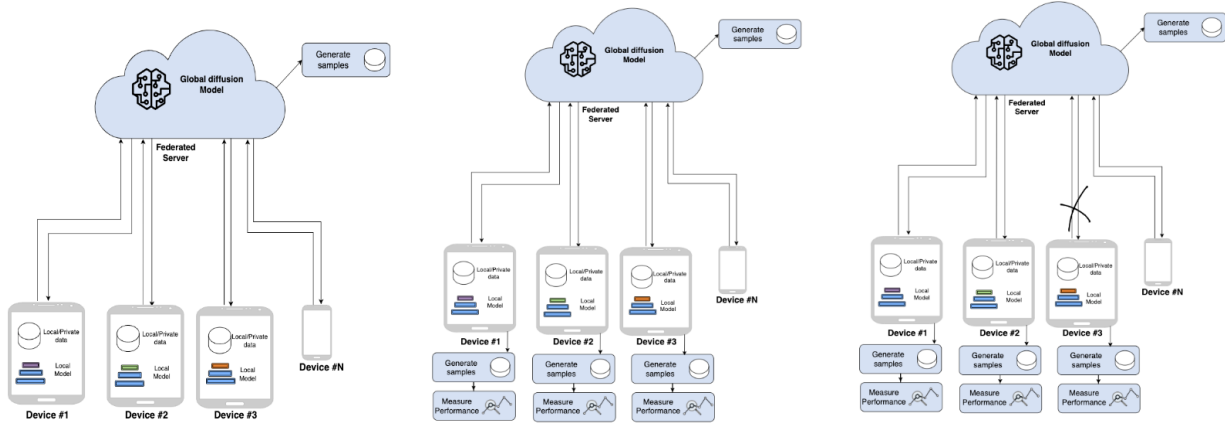 Generate
samples
Global diffusion
Model
Federated
Server
Local/Private
data
Local
Model
Local/Private
data
Local
Model
Local/Private
data
Local
Model
Device #1
Device #2
Device #3
Device #N
Generate
samples
Global diffusion
Model
Federated
Server
Local/Private
data
Local
Model
Local/Private
data
Local
Model
Local/Private
data
Local
Model
Device #N
Device #1
Device #2
Device #3
Generate
samples
Generate
samples
Generate
samples
Measure
Performance
Measure
Performance
Measure
Performance
Generate
samples
Global diffusion
Model
Federated
Server
Local/Private
data
Local
Model
Local/Private
data
Local
Model
Local/Private
data
Local
Model
Device #N
Device #1
Device #2
Device #3
Generate
samples
Generate
samples
Generate
samples
Measure
Performance
Measure
Performance
Measure
Performance